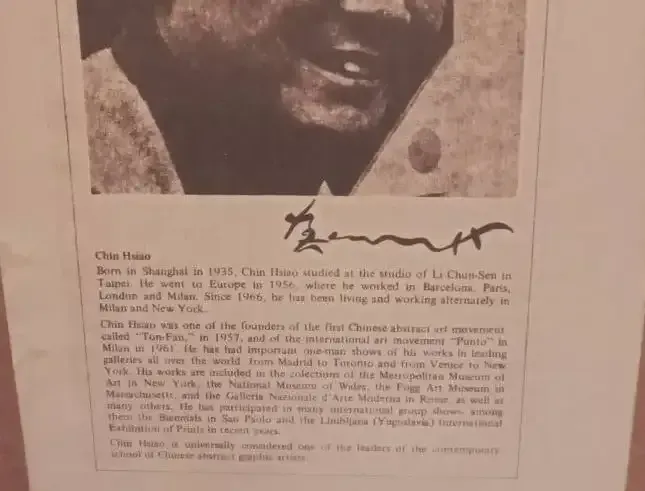 Chin Hsiao
Born in Shanghai in 1935, Chin Hsiao studied at the studio of Li Chun-Sen in
Taipei. He went to Europe in 1956, where he worked in Barcelona, Paris,
London and Milan. Since 1966, he has been living and working alternately in
Milan and New York.
Chin Hsiao was one of the founders of the first Chinese abstract art movement
called "Ton-Fan," in 1957, and of the international art movement "Punto" in
Milan in 1961. He has had important one-man shows of his works in leading
galleries all over the world from Madrid to Toronto and from Venice to New
York. His works are included in the collections of the Metropolitan Museum of
Art in New York, the National Museum of Wales, the Fogg Art Museum in
Massachusetts, and the Galleria Nazionale d'Arte Moderna in Rome, as well as
many others. He has participated in many international group shows, among
them the Biennials in Sao Paolo and the Ljubljana (Yugoslavia) International
Exhibition of Prints in recent years.
Chin Hsiao is universally considered one of the leaders of the contemporary
school of Chinese abstract graphic artists.